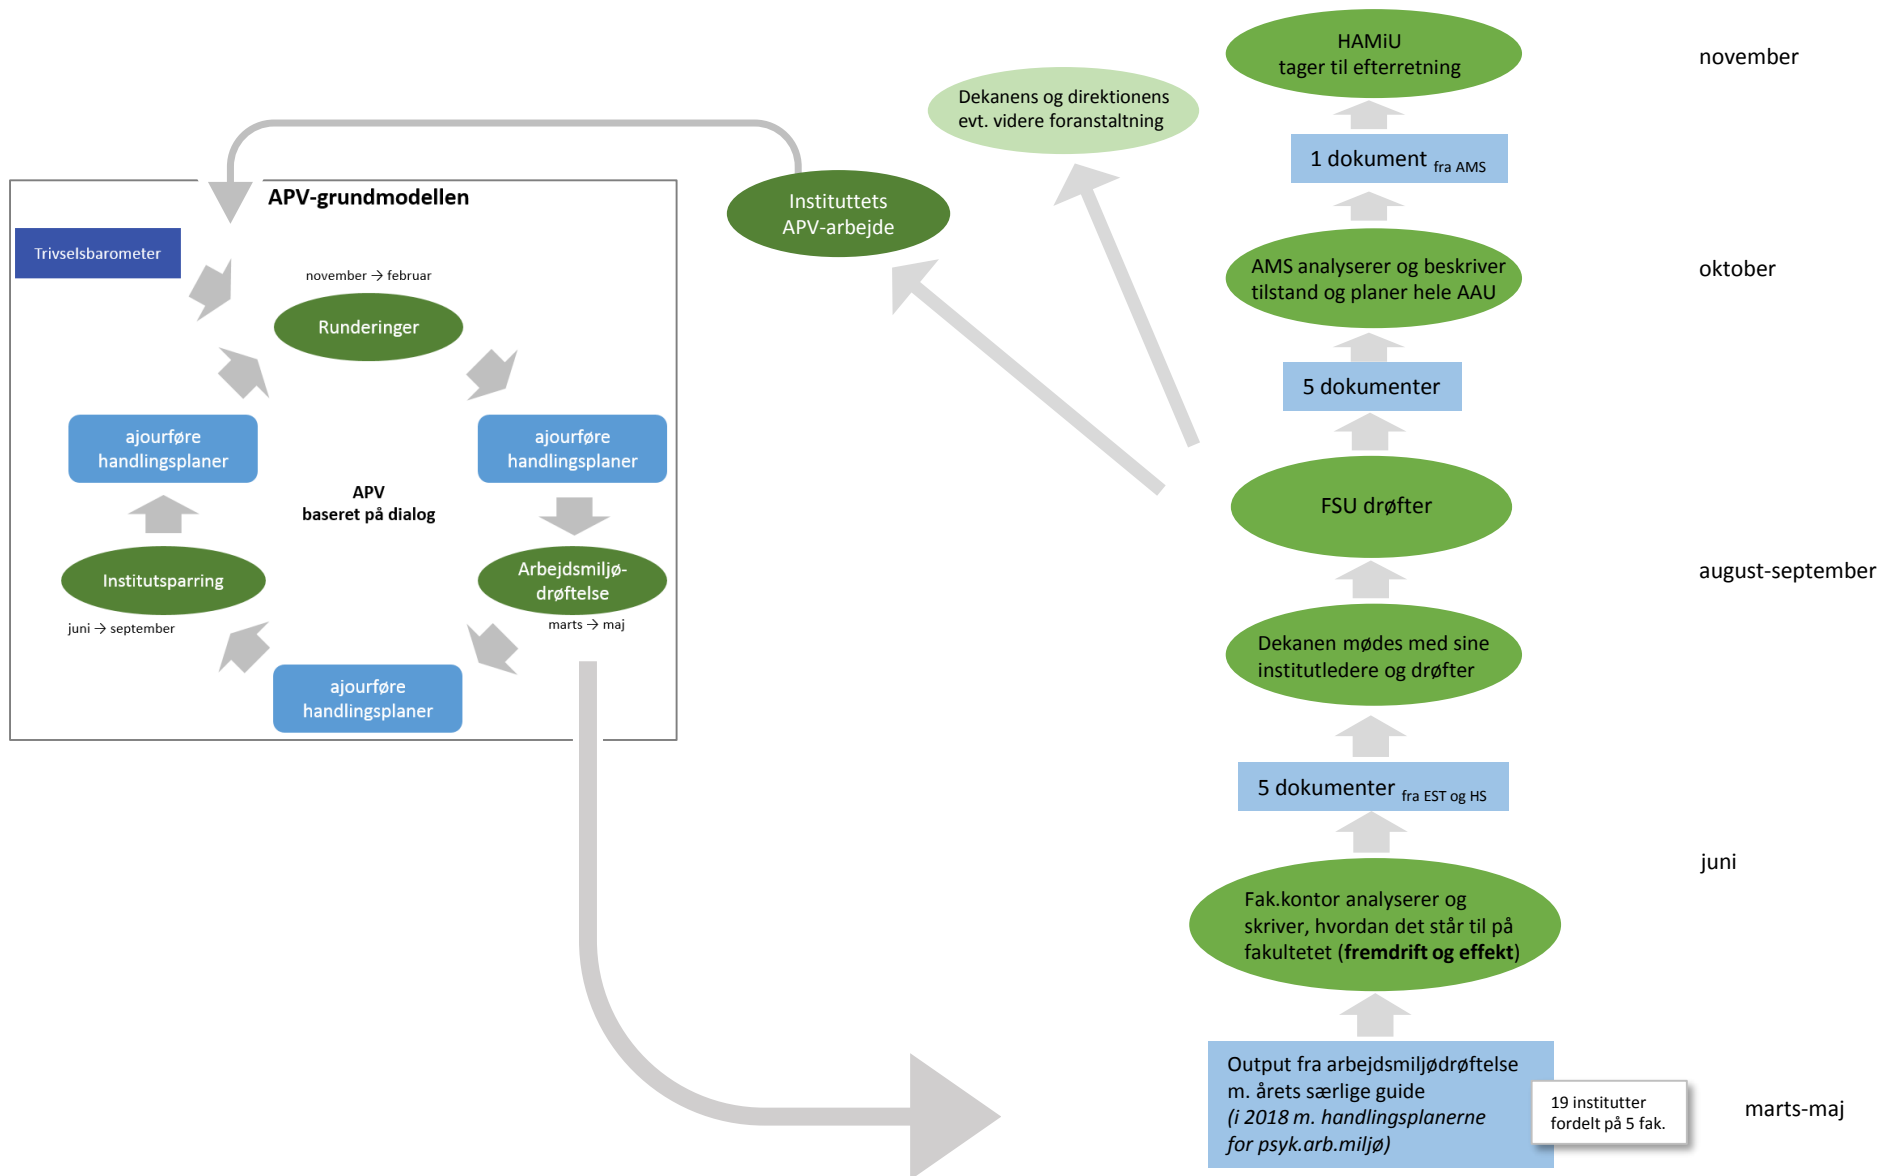 APV-grundmodellen
Trivselsbarometer
november → februar
Runderinger
ajourføre
handlingsplaner
ajourføre
handlingsplaner
APV
baseret på dialog
Institutsparring
juni → september
Arbejdsmiljø-
drøftelse
marts → maj
ajourføre
handlingsplaner
Instituttets
APV-arbejde
Dekanens og direktionens
evt. videre foranstaltning
HAMiU
tager til efterretning
november
1 dokument fra AMS
AMS analyserer og beskriver
tilstand og planer hele AAU
oktober
5 dokumenter
FSU drøfter
august-september
Dekanen mødes med sine
institutledere og drøfter
5 dokumenter fra EST og HS
juni
Fak.kontor analyserer og
skriver, hvordan det står til på
fakultetet (fremdrift og effekt)
Output fra arbejdsmiljødrøftelse
m. årets særlige guide
(i 2018 m. handlingsplanerne
for psyk.arb.miljø)
19 institutter
fordelt på 5 fak.
marts-maj